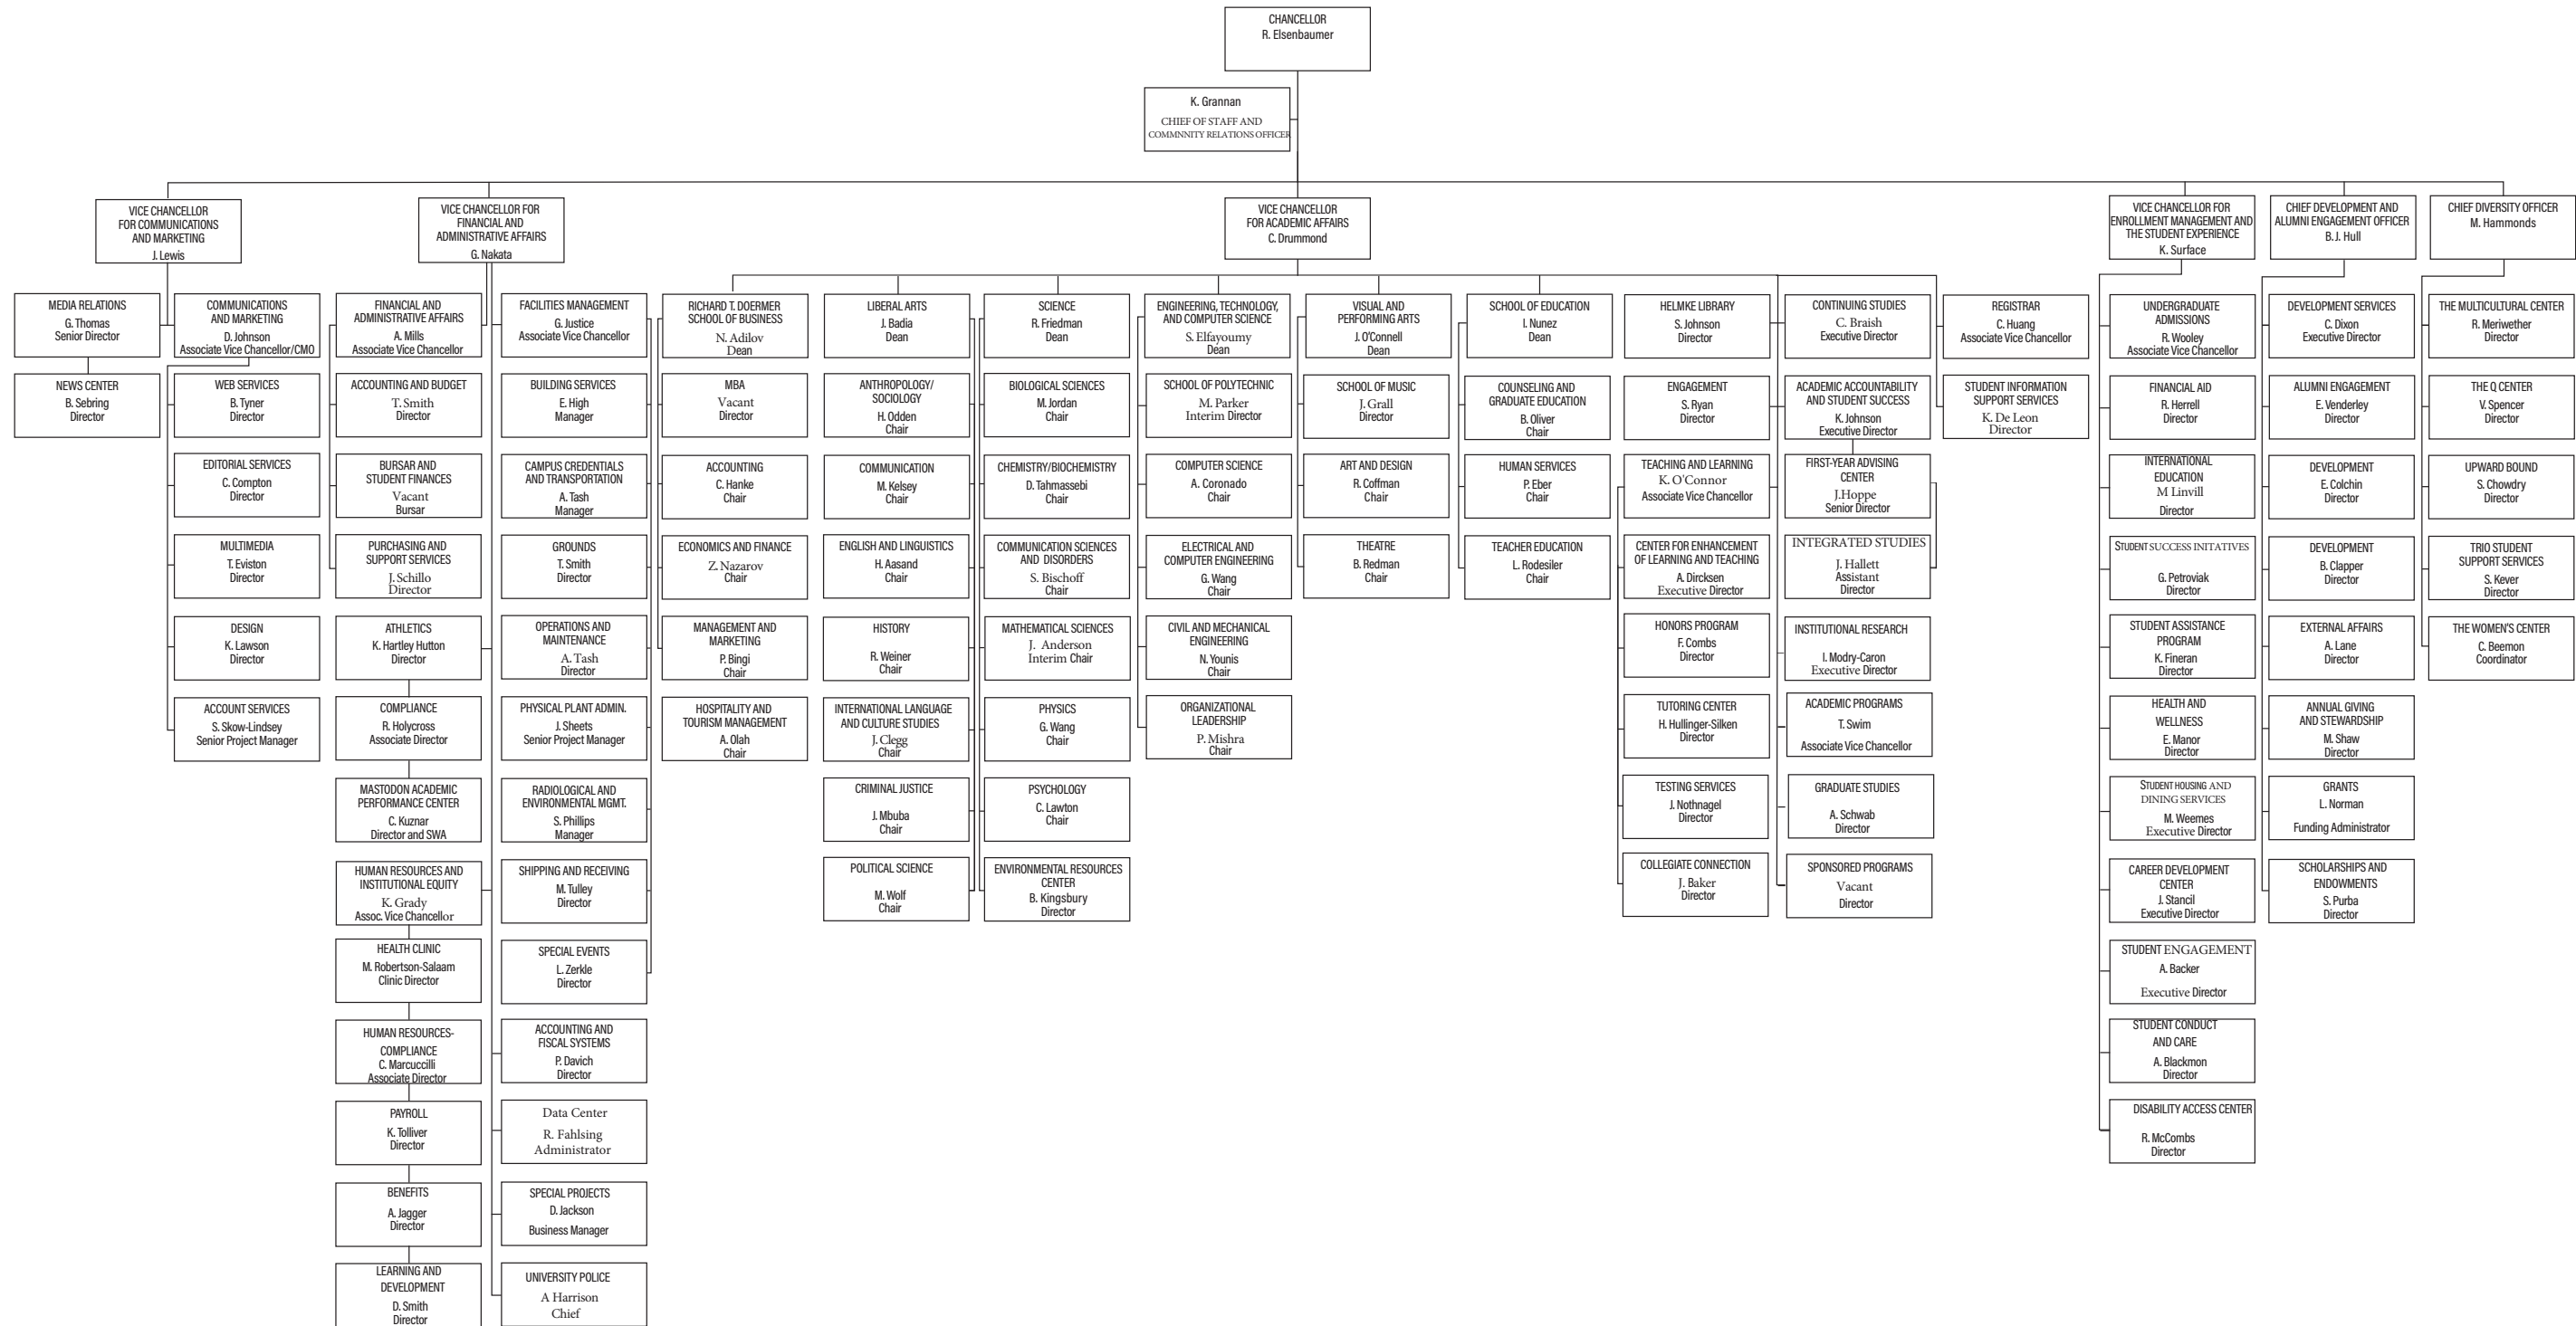 CHANCELLOR
R. Elsenbaumer
K. Grannan
CHIEF OF STAFF AND
COMMNNITY RELATIONS OFFICER
VICE CHANCELLOR
FOR COMMUNICATIONS
AND MARKETING
J. Lewis
VICE CHANCELLOR FOR
FINANCIAL AND
ADMINISTRATIVE AFFAIRS
G. Nakata
VICE CHANCELLOR
FOR ACADEMIC AFFAIRS
C. Drummond
VICE CHANCELLOR FOR
ENROLLMENT MANAGEMENT AND
THE STUDENT EXPERIENCE
K. Surface
CHIEF DEVELOPMENT AND
ALUMNI ENGAGEMENT OFFICER
B. J. Hull
CHIEF DIVERSITY OFFICER
M. Hammonds
MEDIA RELATIONS
G. Thomas
Senior Director
NEWS CENTER
B. Sebring
Director
COMMUNICATIONS
AND MARKETING
D. Johnson
Associate Vice Chancellor/CMO
WEB SERVICES
B. Tyner
Director
EDITORIAL SERVICES
C. Compton
Director
MULTIMEDIA
T. Eviston
Director
DESIGN
K. Lawson
Director
ACCOUNT SERVICES
S. Skow-Lindsey
Senior Project Manager
FINANCIAL AND
ADMINISTRATIVE AFFAIRS
A. Mills
Associate Vice Chancellor
ACCOUNTING AND BUDGET
T. Smith
Director
BURSAR AND
STUDENT FINANCES
Vacant
Bursar
PURCHASING AND
SUPPORT SERVICES
J. Schillo
Director
ATHLETICS
K. Hartley Hutton
Director
COMPLIANCE
R. Holycross
Associate Director
MASTODON ACADEMIC
PERFORMANCE CENTER
C. Kuznar
Director and SWA
HUMAN RESOURCES AND
INSTITUTIONAL EQUITY
K. Grady
Assoc. Vice Chancellor
HEALTH CLINIC
M. Robertson-Salaam
Clinic Director
HUMAN RESOURCES-
COMPLIANCE
C. Marcuccilli
Associate Director
PAYROLL
K. Tolliver
Director
BENEFITS
A. Jagger
Director
LEARNING AND
DEVELOPMENT
D. Smith
Director
FACILITIES MANAGEMENT
G. Justice
Associate Vice Chancellor
BUILDING SERVICES
E. High
Manager
CAMPUS CREDENTIALS
AND TRANSPORTATION
A. Tash
Manager
GROUNDS
T. Smith
Director
OPERATIONS AND
MAINTENANCE
A. Tash
Director
PHYSICAL PLANT ADMIN.
J. Sheets
Senior Project Manager
RADIOLOGICAL AND
ENVIRONMENTAL MGMT.
S. Phillips
Manager
SHIPPING AND RECEIVING
M. Tulley
Director
SPECIAL EVENTS
L. Zerkle
Director
ACCOUNTING AND
FISCAL SYSTEMS
P. Davich
Director
Data Center
R. Fahlsing
Administrator
SPECIAL PROJECTS
D. Jackson
Business Manager
UNIVERSITY POLICE
A Harrison
Chief
RICHARD T. DOERMER
SCHOOL OF BUSINESS
N. Adilov
Dean
MBA
Vacant
Director
ACCOUNTING
C. Hanke
Chair
ECONOMICS AND FINANCE
Z. Nazarov
Chair
MANAGEMENT AND
MARKETING
P. Bingi
Chair
HOSPITALITY AND
TOURISM MANAGEMENT
A. Olah
Chair
LIBERAL ARTS
J. Badia
Dean
ANTHROPOLOGY/
SOCIOLOGY
H. Odden
Chair
COMMUNICATION
M. Kelsey
Chair
ENGLISH AND LINGUISTICS
H. Aasand
Chair
HISTORY
R. Weiner
Chair
INTERNATIONAL LANGUAGE
AND CULTURE STUDIES
J. Clegg
Chair
CRIMINAL JUSTICE
J. Mbuba
Chair
POLITICAL SCIENCE
M. Wolf
Chair
SCIENCE
R. Friedman
Dean
BIOLOGICAL SCIENCES
M. Jordan
Chair
CHEMISTRY/BIOCHEMISTRY
D. Tahmassebi
Chair
COMMUNICATION SCIENCES
AND DISORDERS
S. Bischoff
Chair
MATHEMATICAL SCIENCES
J. Anderson
Interim Chair
PHYSICS
G. Wang
Chair
PSYCHOLOGY
C. Lawton
Chair
ENVIRONMENTAL RESOURCES
CENTER
B. Kingsbury
Director
ENGINEERING, TECHNOLOGY,
AND COMPUTER SCIENCE
S. Elfayoumy
Dean
SCHOOL OF POLYTECHNIC
M. Parker
Interim Director
COMPUTER SCIENCE
A. Coronado
Chair
ELECTRICAL AND
COMPUTER ENGINEERING
G. Wang
Chair
CIVIL AND MECHANICAL
ENGINEERING
N. Younis
Chair
ORGANIZATIONAL
LEADERSHIP
P. Mishra
Chair
VISUAL AND
PERFORMING ARTS
J. O'Connell
Dean
SCHOOL OF MUSIC
J. Grall
Director
ART AND DESIGN
R. Coffman
Chair
THEATRE
B. Redman
Chair
SCHOOL OF EDUCATION
I. Nunez
Dean
COUNSELING AND
GRADUATE EDUCATION
B. Oliver
Chair
HUMAN SERVICES
P. Eber
Chair
TEACHER EDUCATION
L. Rodesiler
Chair
HELMKE LIBRARY
S. Johnson
Director
ENGAGEMENT
S. Ryan
Director
TEACHING AND LEARNING
K. O'Connor
Associate Vice Chancellor
CENTER FOR ENHANCEMENT
OF LEARNING AND TEACHING
A. Dircksen
Executive Director
HONORS PROGRAM
F. Combs
Director
TUTORING CENTER
H. Hullinger-Silken
Director
TESTING SERVICES
J. Nothnagel
Director
COLLEGIATE CONNECTION
J. Baker
Director
CONTINUING STUDIES
C. Braish
Executive Director
ACADEMIC ACCOUNTABILITY
AND STUDENT SUCCESS
K. Johnson
Executive Director
FIRST-YEAR ADVISING
CENTER
J.Hoppe
Senior Director
INTEGRATED STUDIES
J. Hallett
Assistant
Director
INSTITUTIONAL RESEARCH
I. Modry-Caron
Executive Director
ACADEMIC PROGRAMS
T. Swim
Associate Vice Chancellor
GRADUATE STUDIES
A. Schwab
Director
SPONSORED PROGRAMS
Vacant
Director
REGISTRAR
C. Huang
Associate Vice Chancellor
STUDENT INFORMATION
SUPPORT SERVICES
K. De Leon
Director
UNDERGRADUATE
ADMISSIONS
R. Wooley
Associate Vice Chancellor
FINANCIAL AID
R. Herrell
Director
INTERNATIONAL
EDUCATION
M Linvill
Director
STUDENT SUCCESS INITATIVES
G. Petroviak
Director
STUDENT ASSISTANCE
PROGRAM
K. Fineran
Director
HEALTH AND
WELLNESS
E. Manor
Director
STUDENT HOUSING AND
DINING SERVICES
M. Weemes
Executive Director
CAREER DEVELOPMENT
CENTER
J. Stancil
Executive Director
STUDENT ENGAGEMENT
A. Backer
Executive Director
STUDENT CONDUCT
AND CARE
A. Blackmon
Director
DISABILITY ACCESS CENTER
R. McCombs
Director
DEVELOPMENT SERVICES
C. Dixon
Executive Director
ALUMNI ENGAGEMENT
E. Venderley
Director
DEVELOPMENT
E. Colchin
Director
DEVELOPMENT
B. Clapper
Director
EXTERNAL AFFAIRS
A. Lane
Director
ANNUAL GIVING
AND STEWARDSHIP
M. Shaw
Director
GRANTS
L. Norman
Funding Administrator
SCHOLARSHIPS AND
ENDOWMENTS
S. Purba
Director
THE MULTICULTURAL CENTER
R. Meriwether
Director
THE Q CENTER
V. Spencer
Director
UPWARD BOUND
S. Chowdry
Director
TRIO STUDENT
SUPPORT SERVICES
S. Kever
Director
THE WOMEN'S CENTER
C. Beemon
Coordinator